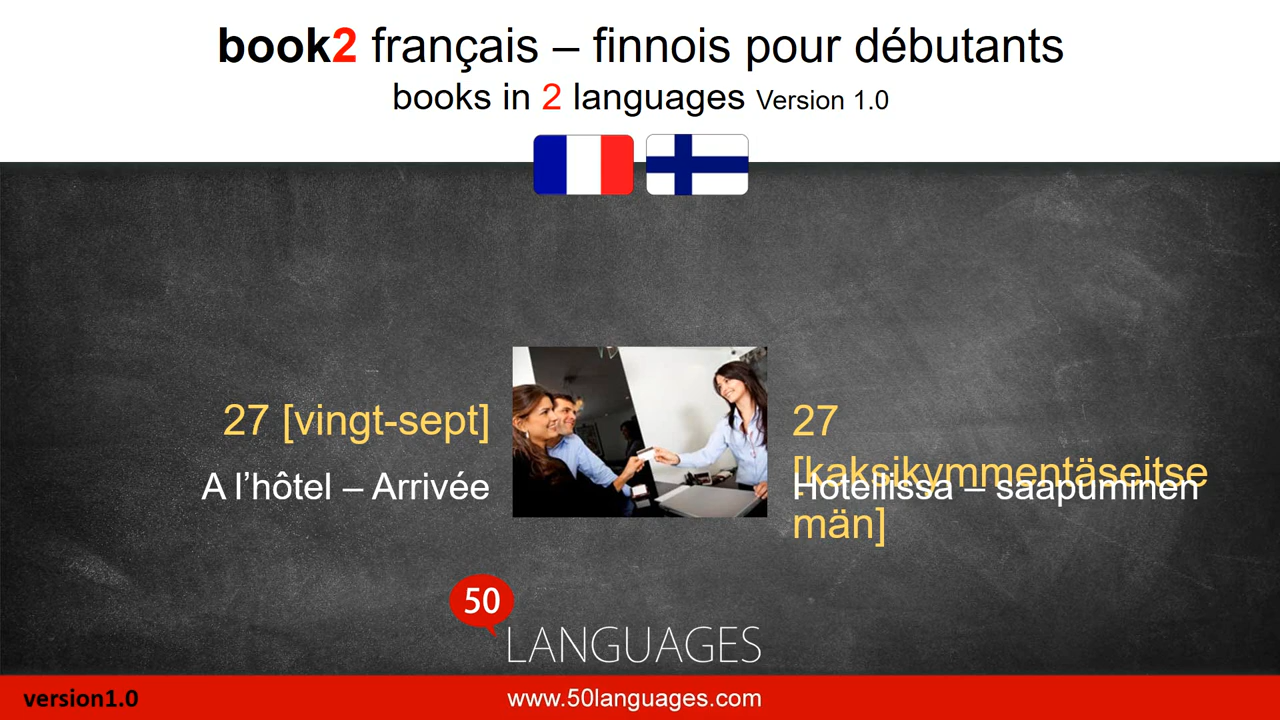 book2 français – finnois pour débutants
books in 2 languages Version 1.0
27 [vingt-sept]
A l’hôtel – Arrivée
27
[kaksikymmentäseitse
män]
Hotellissa – saapuminen
50
LANGUAGES
version1.0
www.50languages.com